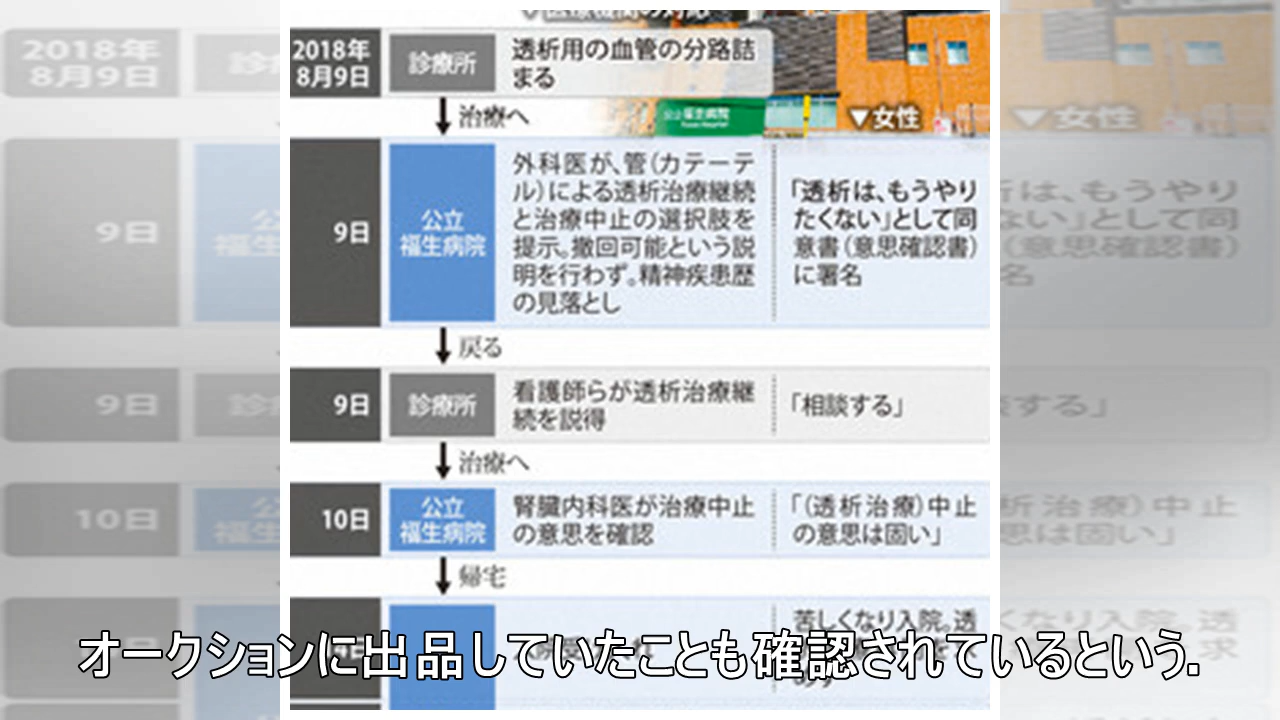 2018年
8月9日
診療所
透析用の血管の分路詰
まる
治療へ
公立福生病院
▼女性
9日
公立
福生病院
外科医が、管(カテーテ
ル)による透析治療継続
と治療中止の選択肢を
提示。撤回可能という説
明を行わず。精神疾患歴
の見落とし
「透析は、もうやり
たくない」として同
意書(意思確認書)
に署名
戻る
9日
診療所
看護師らが透析治療継
続を説得
「相談する」
治療へ
10日
公立
福生病院
腎臓内科医が治療中止
の意思を確認
「(透析治療)中止
の意思は固い」
帰宅
苦しくなり入院。透
オークションに出品していたことも確認されているという.